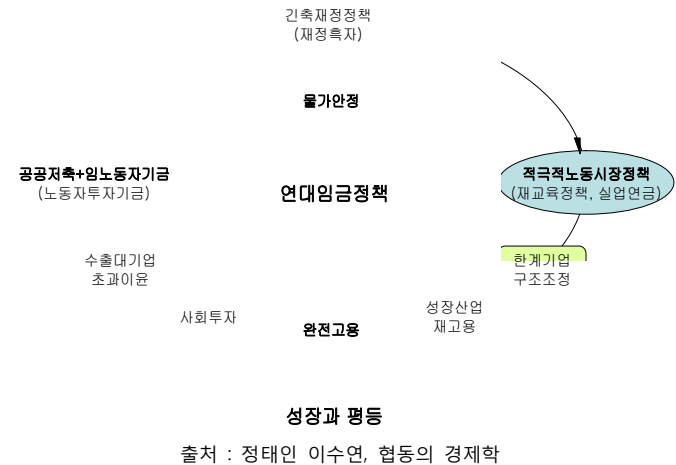 긴축재정정책
(재정흑자)
물가안정
공공저축+임노동자기금
(노동자투자기금)
연대임금정책
적극적노동시장정책
(재교육정책, 실업연금)
수출대기업
초과이윤
한계기업
구조조정
사회투자
완전고용
성장산업
재고용
성장과 평등
출처 : 정태인 이수연, 협동의 경제학